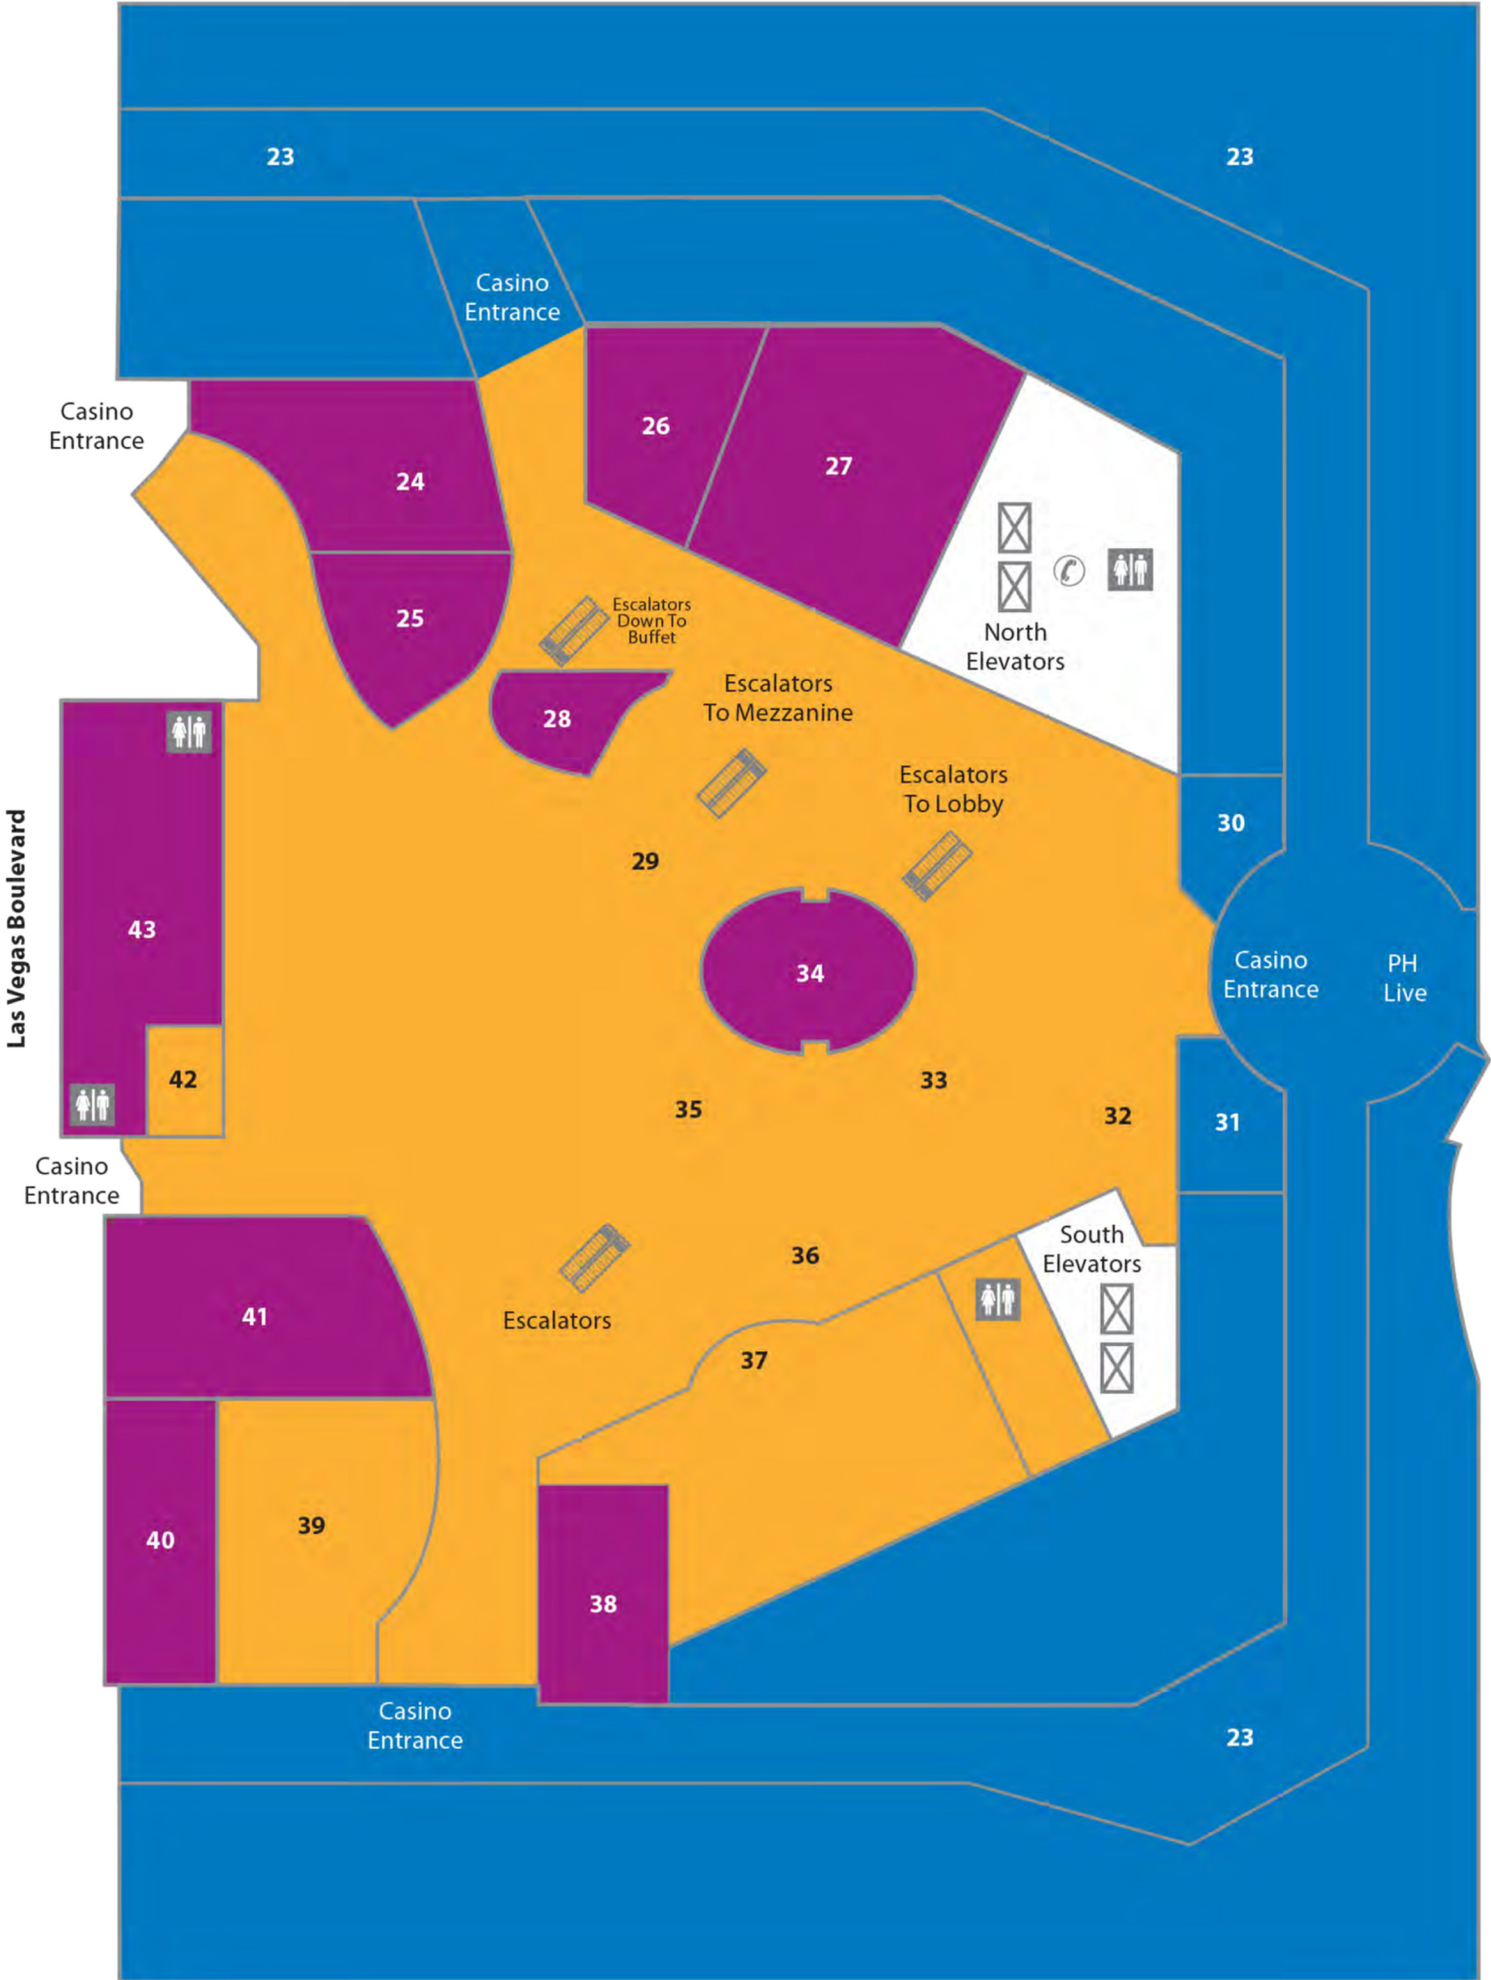 23
23
Casino
Entrance
Casino
Entrance
26
27
24
25
Escalators
Down To
Buffet
North
Elevators
Escalators
To Mezzanine
28
Escalators
To Lobby
30
29
Las Vegas Boulevard
43
34
Casino
Entrance
PH
Live
42
33
35
32
31
Casino
Entrance
South
Elevators
36
41
Escalators
37
39
40
38
Casino
Entrance
23